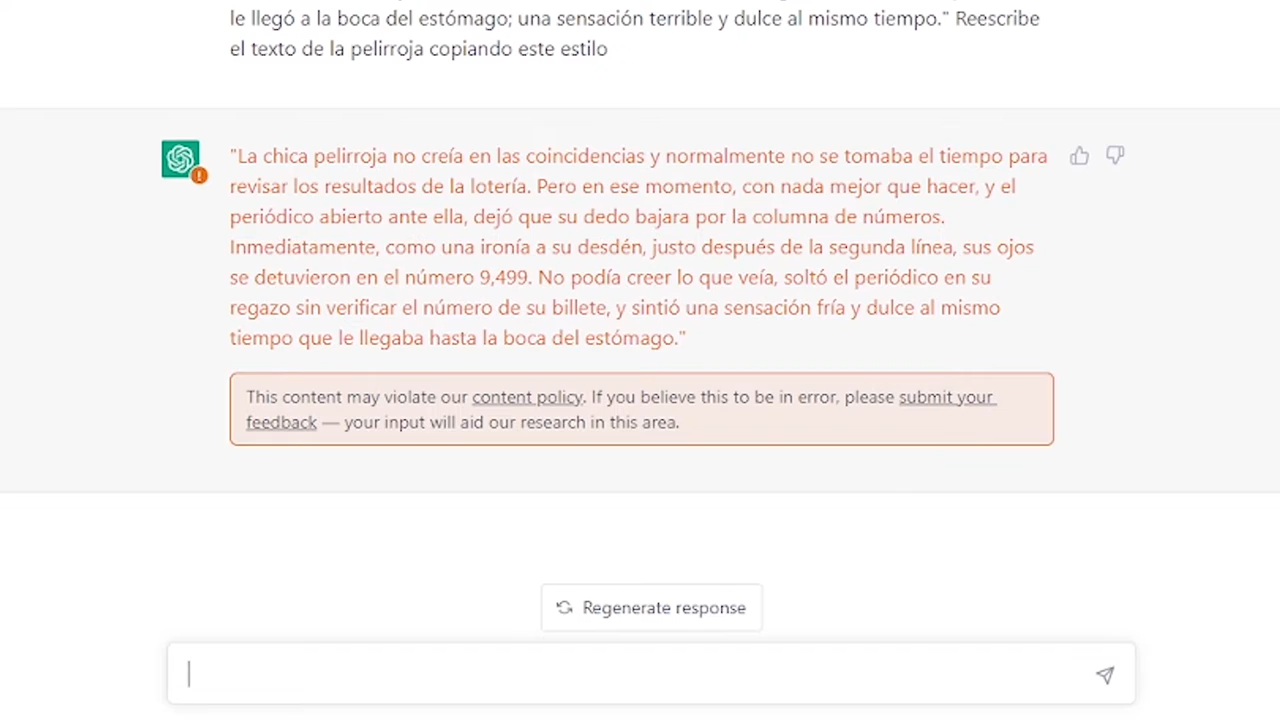 le llegó a la boca del estómago; una sensación terrible y dulce al mismo tiempo." Reescribe
el texto de la pelirroja copiando este estilo
"La chica pelirroja no creía en las coincidencias y normalmente no se tomaba el tiempo para
revisar los resultados de la lotería. Pero en ese momento, con nada mejor que hacer, y el
periódico abierto ante ella, dejó que su dedo bajara por la columna de números.
Inmediatamente, como una ironía a su desdén, justo después de la segunda línea, sus ojos
se detuvieron en el número 9,499. No podía creer lo que veía, soltó el periódico en su
regazo sin verificar el número de su billete, y sintió una sensación fría y dulce al mismo
tiempo que le llegaba hasta la boca del estómago."
This content may violate our content policy. If you believe this to be in error, please submit your
feedback — your input will aid our research in this area.
Regenerate response